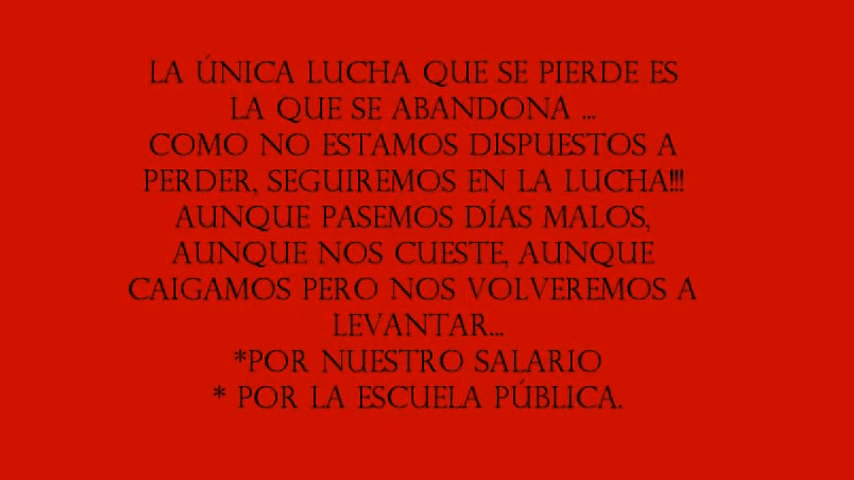 LA ÚNICA LUCHA QUE SE PIERDE ES
LA QUE SE ABANDONA ...
COMO NO ESTAMOS DISPUESTOS A
PERDER, SEGUIREMOS EN LA LUCHA!!!
AUNQUE PASEMOS DÍAS MALOS,
AUNQUE NOS CUESTE, AUNQUE
CAIGAMOS PERO NOS VOLVEREMOS A
LEVANTAR...
*POR NUESTRO SALARIO
* POR LA ESCUELA PÚBLICA.